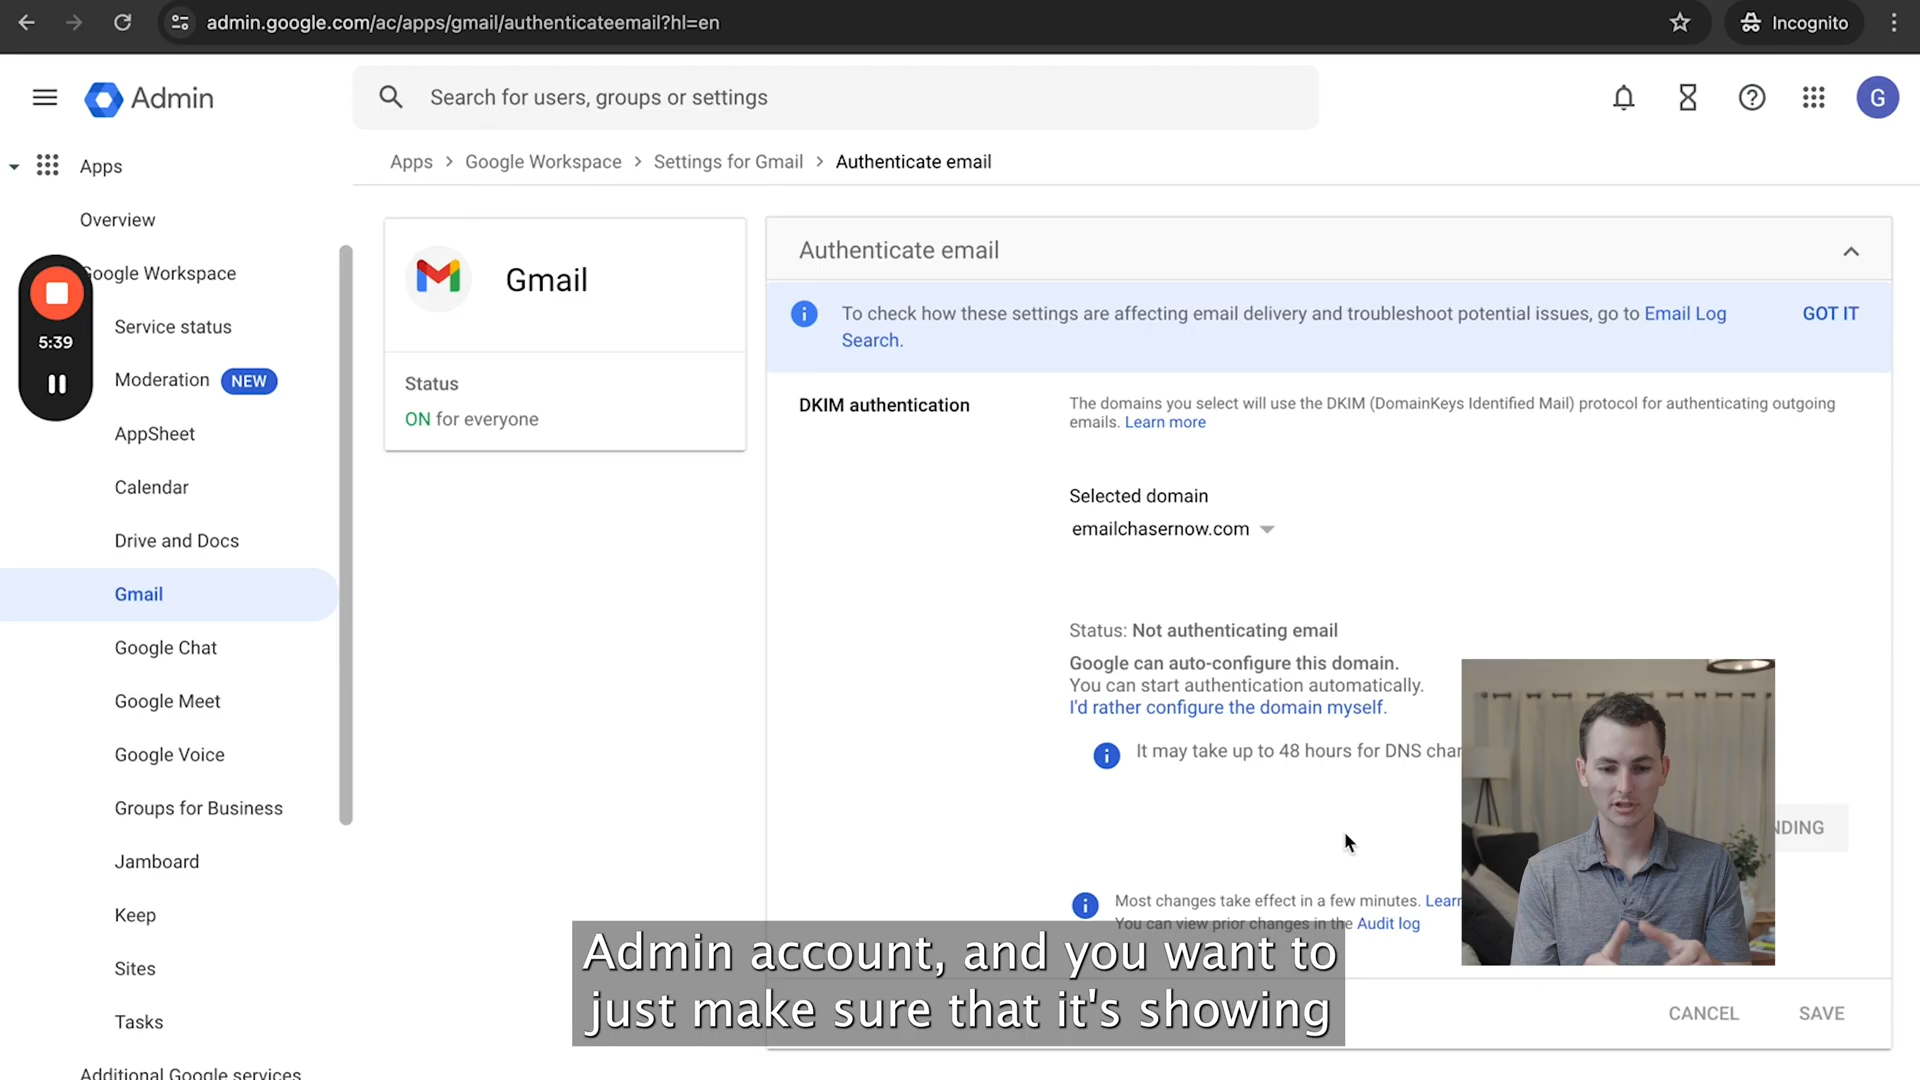 admin.google.com/ac/apps/gmail/authenticateemail?hl=en
Incognito
Admin
Search for users, groups or settings
G
Apps
Overview
Google Workspace
Service status
Moderation NEW
AppSheet
Calendar
Drive and Docs
Gmail
Google Chat
Google Meet
Google Voice
Groups for Business
Jamboard
Keep
Sites
Tasks
Additional Google services
5:39
Apps > Google Workspace > Settings for Gmail > Authenticate email
Gmail
Status
ON for everyone
Authenticate email
To check how these settings are affecting email delivery and troubleshoot potential issues, go to Email Log
Search.
GOT IT
DKIM authentication
The domains you select will use the DKIM (DomainKeys Identified Mail) protocol for authenticating outgoing
emails. Learn more
Selected domain
emailchasernow.com
Status: Not authenticating email
Google can auto-configure this domain.
You can start authentication automatically.
I'd rather configure the domain myself.
It may take up to 48 hours for DNS
Most changes take effect in a few minutes.
You can view prior changes in the Audit log
Admin account, and you want to
just make sure that it's showing
CANCEL
SAVE